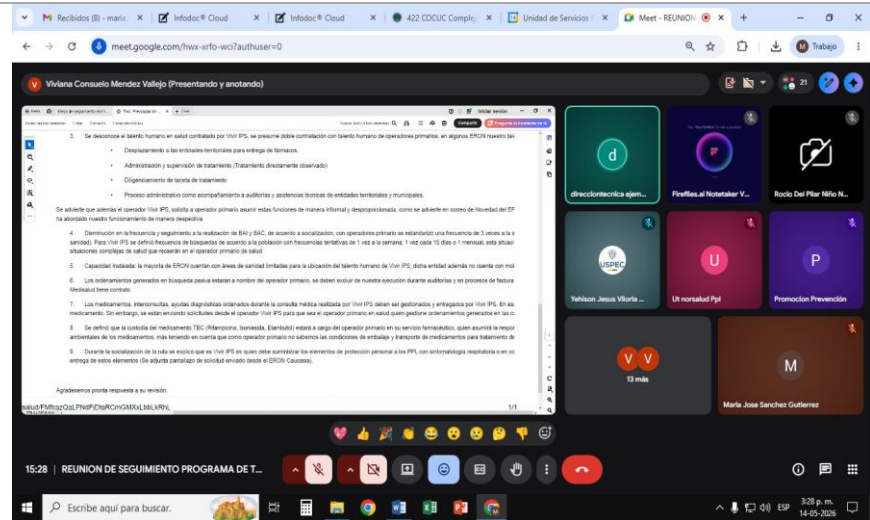 Recibidos (8) - maria
Infodoc® Cloud
Infodoc® Cloud
422 COCUC Comple
Unidad de Servicios
Meet - REUNION
meet.google.com/hwx-xrfo-wci?authuser=0
M Trabajo
V Viviana Consuelo Mendez Vallejo (Presentando y anotando)
21
Iniciar sesión
3. Se desconoce el talento humano en salud contratado por Vivir IPS, se presume doble contratación con talento humano de operadores primarios, en algunos ERON nuestro tale
• Desplazamiento a las entidades territoriales para entrega de fármacos.
• Administración y supervisión de tratamiento (Tratamiento directamente observado)
• Diligenciamiento de tarjeta de tratamiento
• Proceso administrativo como acompañamiento a auditorías y asistencias técnicas de entidades territoriales y municipales.
Se advierte que además el operador Vivir IPS, solicita a operador primario asumir estas funciones de manera informal y desproporcionada, como se advierte en correo de Novedad del EF
ha abordado nuestro funcionamiento de manera despectiva.
4. Disminución en la frecuencia y seguimiento a la realización de BAI y BAC, de acuerdo a socialización, con operadores primario se estandarizó una frecuencia de 3 veces a la s
sanidad). Para Vivir IPS se definió frecuencia de búsquedas de acuerdo a la población con frecuencias tentativas de 1 vez a la semana, 1 vez cada 15 días o 1 mensual, esta situaci
situaciones complejas de salud que recaerán en el operador primario de salud.
5. Capacidad instalada: la mayoría de ERON cuentan con áreas de sanidad limitadas para la ubicación del talento humano de Vivir IPS, dicha entidad además no cuenta con mol
6. Los ordenamientos generados en búsqueda pasiva estarán a nombre del operador primario, se deben excluir de nuestra ejecución durante auditorías y en procesos de factura
Medisalud tiene contrato.
7. Los medicamentos, interconsultas, ayudas diagnósticas ordenados durante la consulta médica realizada por Vivir IPS deben ser gestionados y entregados por Vivir IPS. En es
medicamento. Sin embargo, se están enviando solicitudes desde el operador Vivir IPS para que sea el operador primario en salud quien gestione ordenamientos generados en las c
8. Se definió que la custodia del medicamento TBC (Rifampicina, Isoniasida, Etambutol) estará a cargo del operador primario en su servicio farmacéutico, quien asumirá la respor
ambientales de los medicamentos, más teniendo en cuenta que como operador primario no sabemos las condiciones de embalaje y transporte de medicamentos para tratamiento de
9. Durante la socialización de la ruta se explicó que es Vivir IPS es quien debe suministrar los elementos de protección personal a los PPL con sintomatología respiratoria o en co
entrega de estos elementos (Se adjunta pantallazo de solicitud enviado desde el ERON Caucasia).
Agradecemos pronta respuesta a su revisión.
1/1
d
direcciontecnica ejem...
Fireflies.ai Notetaker V...
Rocio Del Pilar Niño N...
USPEC
Yehison Jesus Viloria ...
U
Ut norsalud Ppl
P
Promocion Prevención
V V
13 más
M
Maria Jose Sanchez Gutierrez
15:28 | REUNION DE SEGUIMIENTO PROGRAMA DE T...
Escribe aquí para buscar.
ESP
3:28 p. m.
14-05-2026